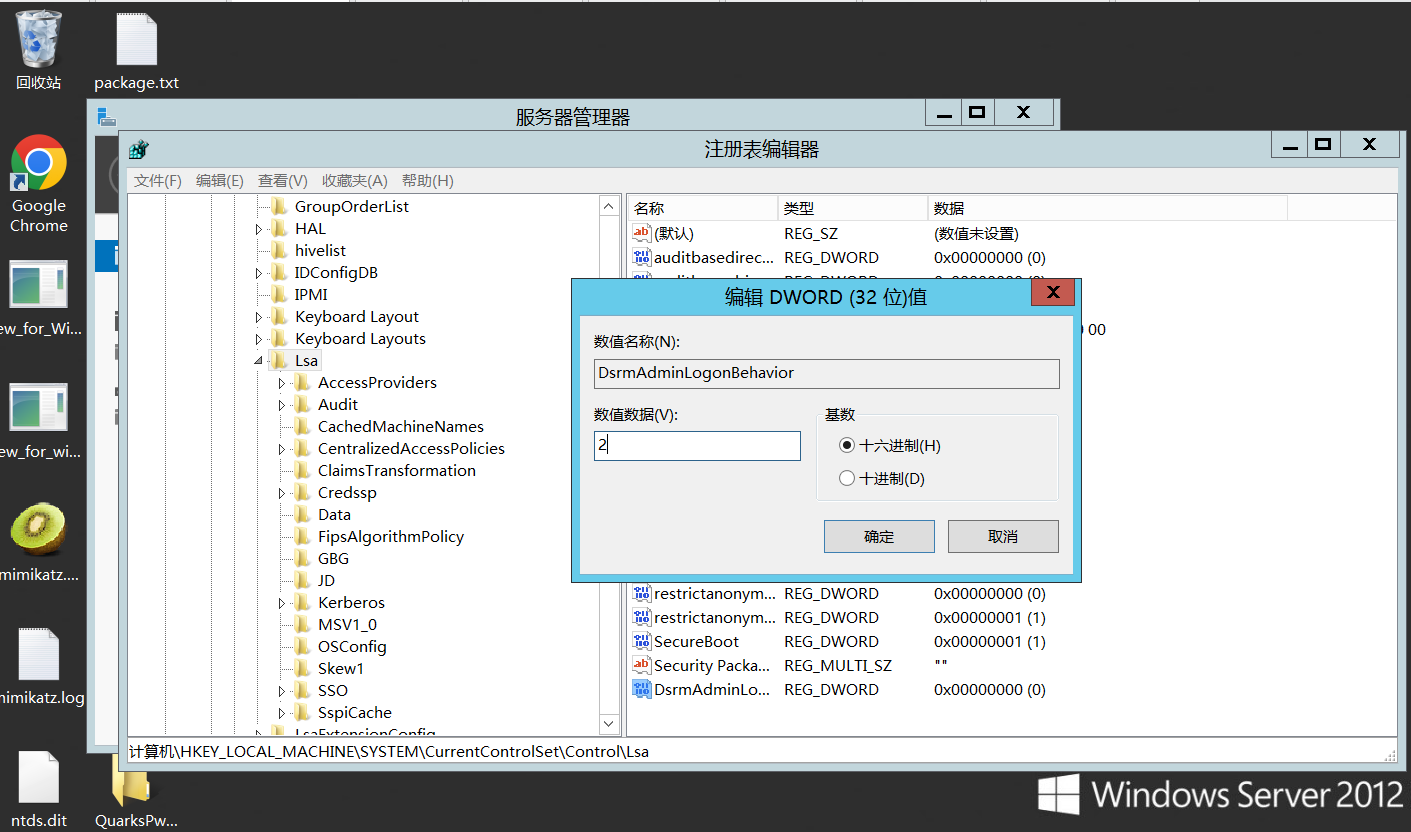 回收站
package.txt
Google
Chrome
ew_for_Wi...
ew_for_wi...
mimikatz....
mimikatz.log
ntds.dit
QuarksPw...
服务器管理器
注册表编辑器
文件(F) 编辑(E) 查看(V) 收藏夹(A) 帮助(H)
GroupOrderList
HAL
hivelist
IDConfigDB
IPMI
Keyboard Layout
Keyboard Layouts
Lsa
AccessProviders
Audit
CachedMachineNames
CentralizedAccessPolicies
ClaimsTransformation
Credssp
Data
FipsAlgorithmPolicy
GBG
JD
Kerberos
MSV1_0
OSConfig
Skew1
SSO
SspiCache
LsaExtensionConfig
名称 类型 数据
(默认) REG_SZ (数值未设置)
auditbasedirec... REG_DWORD 0x00000000 (0)
00
编辑 DWORD (32 位)值
数值名称(N):
DsrmAdminLogonBehavior
数值数据(V):
2
基数
十六进制(H)
十进制(D)
确定 取消
restrictanonym... REG_DWORD 0x00000000 (0)
restrictanonym... REG_DWORD 0x00000001 (1)
SecureBoot REG_DWORD 0x00000001 (1)
Security Packa... REG_MULTI_SZ ""
DsrmAdminLo... REG_DWORD 0x00000000 (0)
计算机\HKEY_LOCAL_MACHINE\SYSTEM\CurrentControlSet\Control\Lsa
Windows Server 2012